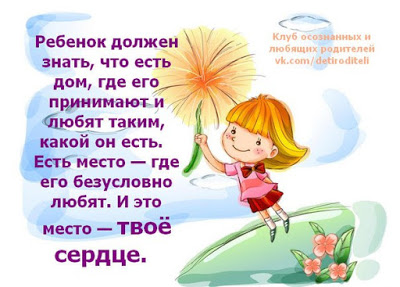 Ребенок должен
знать, что есть
дом, где его
принимают и
любят таким,
какой он есть.
Есть место — где
его безусловно
любят. И это
место — твоё
сердце.
Клуб осознанных и
любящих родителей
vk.com/detiroditeli